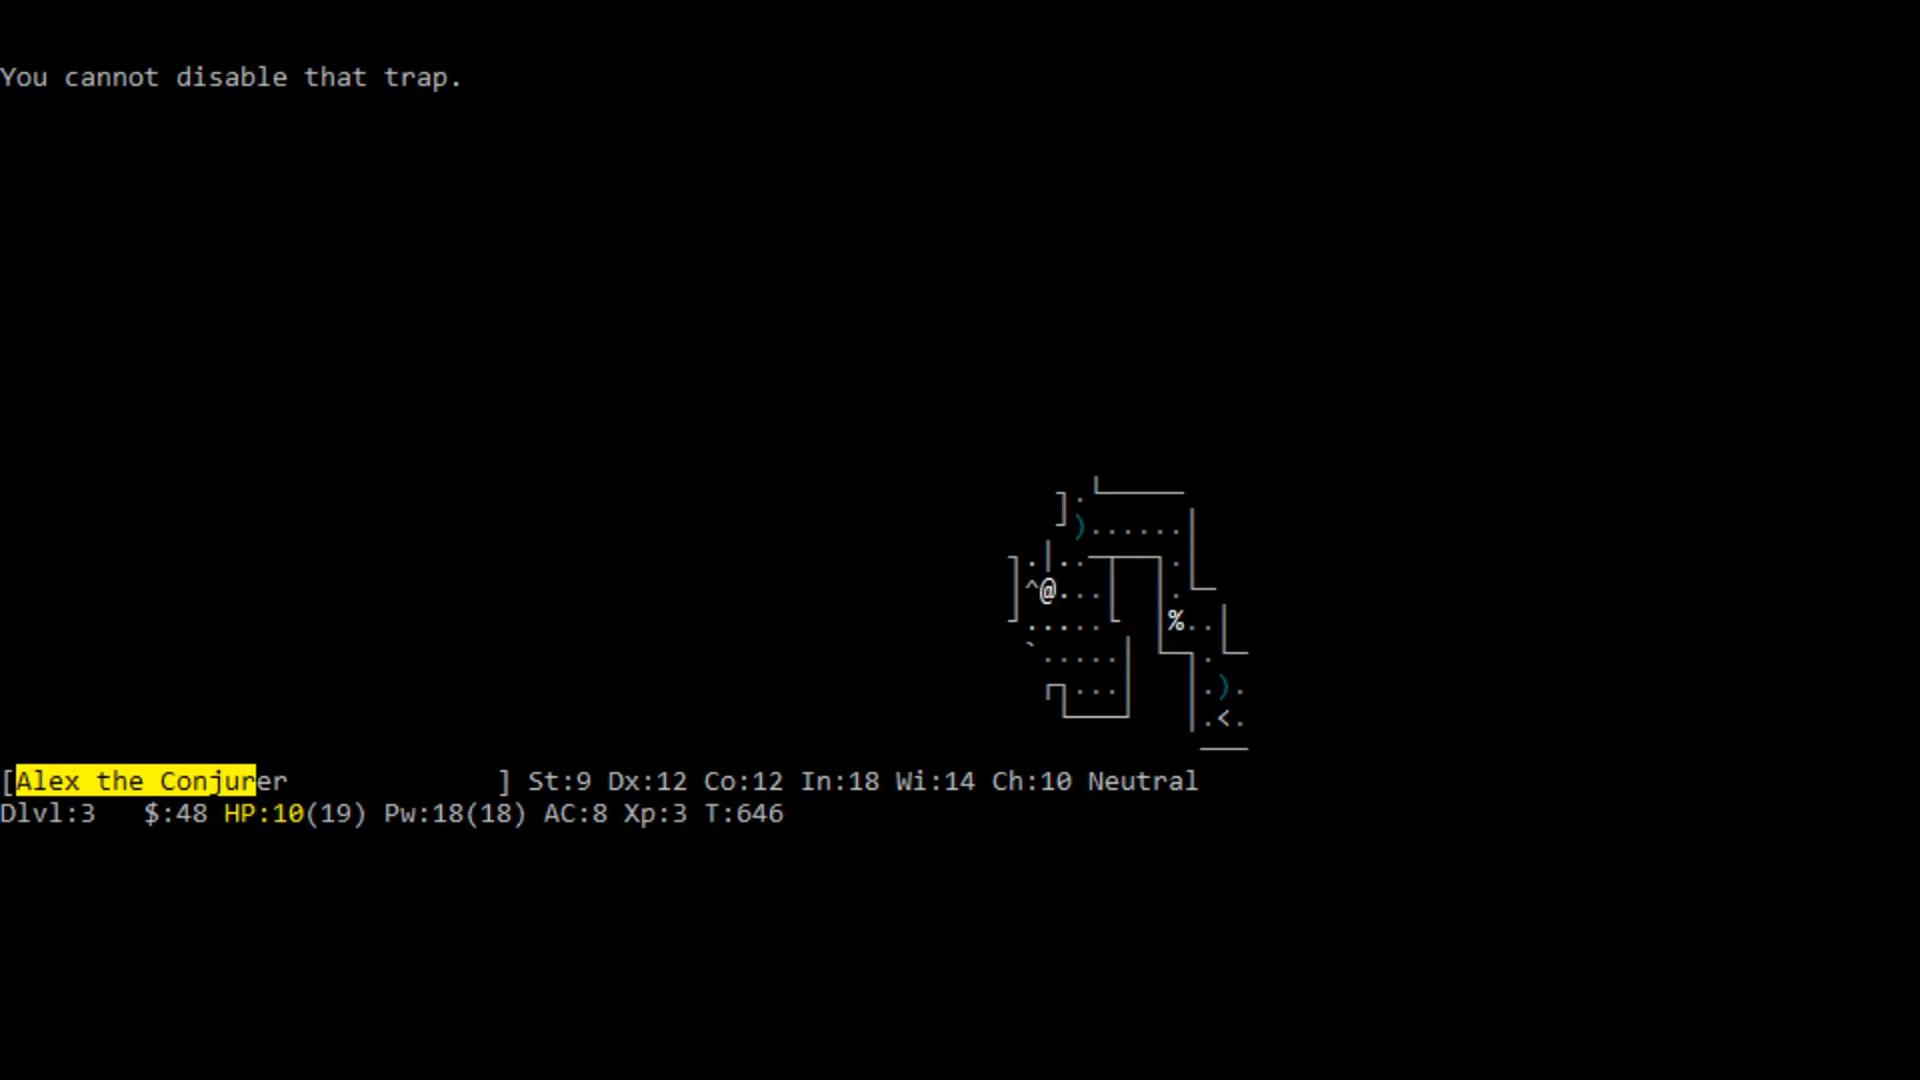 You cannot disable that trap.
].
)......
].|..   .
^@...   .
.....   %..
`.....   .
...   .).
.<.
[Alex the Conjurer             ] St:9 Dx:12 Co:12 In:18 Wi:14 Ch:10 Neutral
Dlvl:3   $:48 HP:10(19) Pw:18(18) AC:8 Xp:3 T:646